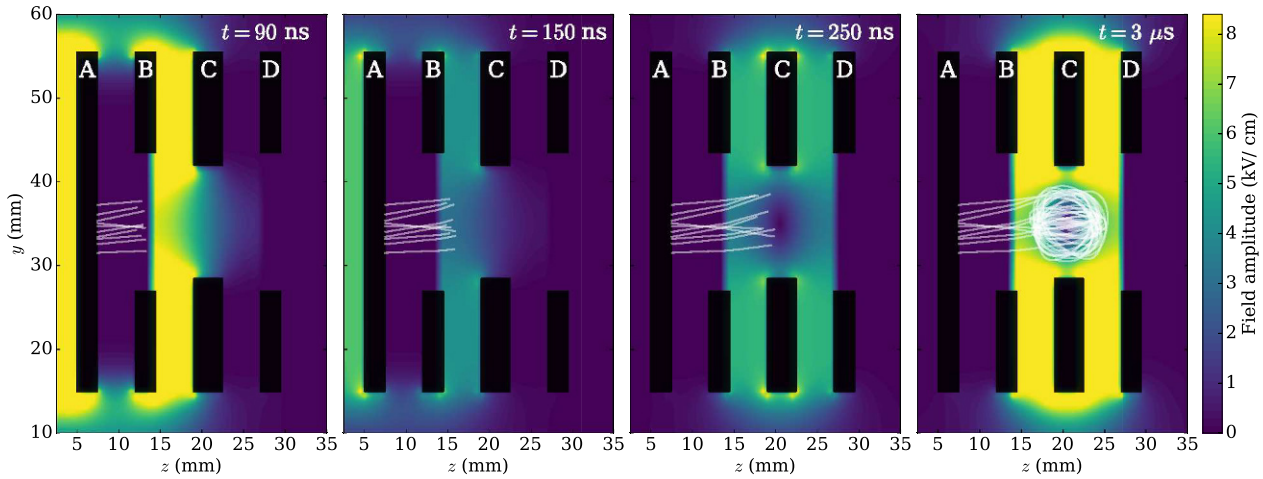 t = 90 ns
t = 150 ns
t = 250 ns
t = 3 μs
A B C D
A B C D
A B C D
A B C D
60
50
40
30
20
10
y (mm)
5 10 15 20 25 30 35
z (mm)
5 10 15 20 25 30 35
z (mm)
5 10 15 20 25 30 35
z (mm)
5 10 15 20 25 30 35
z (mm)
8
7
6
5
4
3
2
1
0
Field amplitude (kV/ cm)